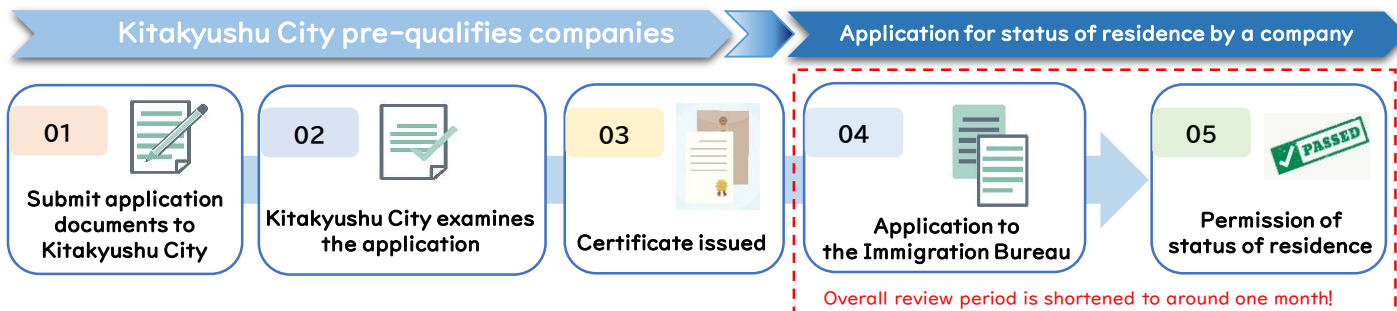 Kitakyushu City pre-qualifies companies
Application for status of residence by a company
01
Submit application
documents to
Kitakyushu City
02
Kitakyushu City examines
the application
03
Certificate issued
04
Application to
the Immigration Bureau
05
PASSED
Permission of
status of residence
Overall review period is shortened to around one month!